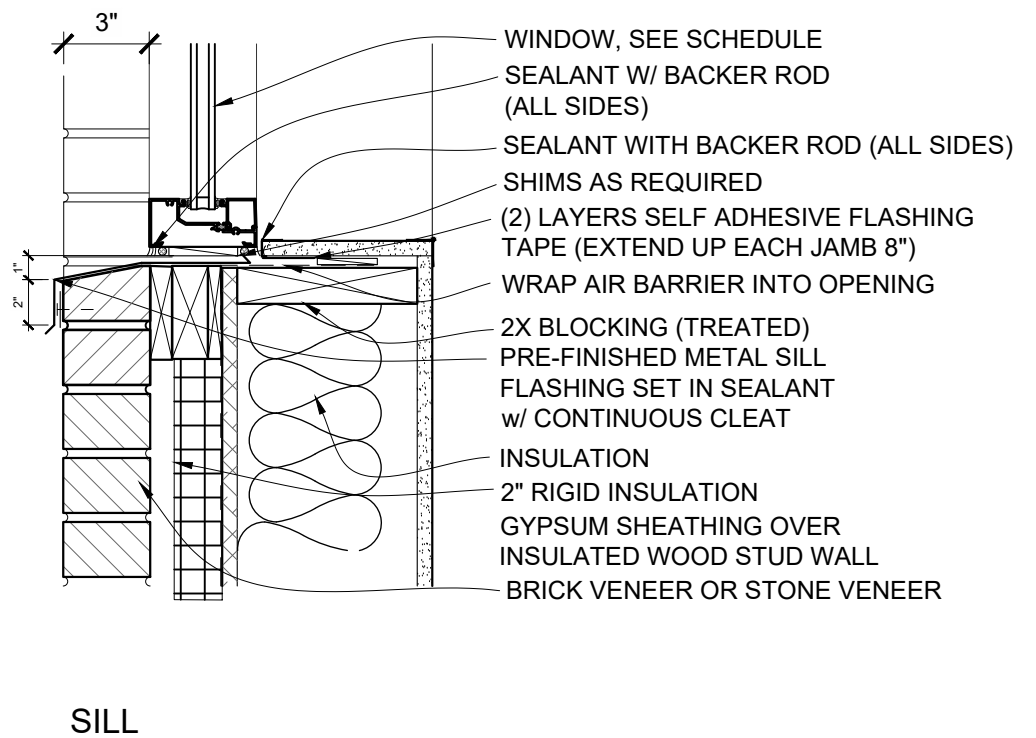 3"
WINDOW, SEE SCHEDULE
SEALANT W/ BACKER ROD
(ALL SIDES)
SEALANT WITH BACKER ROD (ALL SIDES)
SHIMS AS REQUIRED
(2) LAYERS SELF ADHESIVE FLASHING
TAPE (EXTEND UP EACH JAMB 8")
WRAP AIR BARRIER INTO OPENING
1"
2"
2X BLOCKING (TREATED)
PRE-FINISHED METAL SILL
FLASHING SET IN SEALANT
w/ CONTINUOUS CLEAT
INSULATION
2" RIGID INSULATION
GYPSUM SHEATHING OVER
INSULATED WOOD STUD WALL
BRICK VENEER OR STONE VENEER
SILL